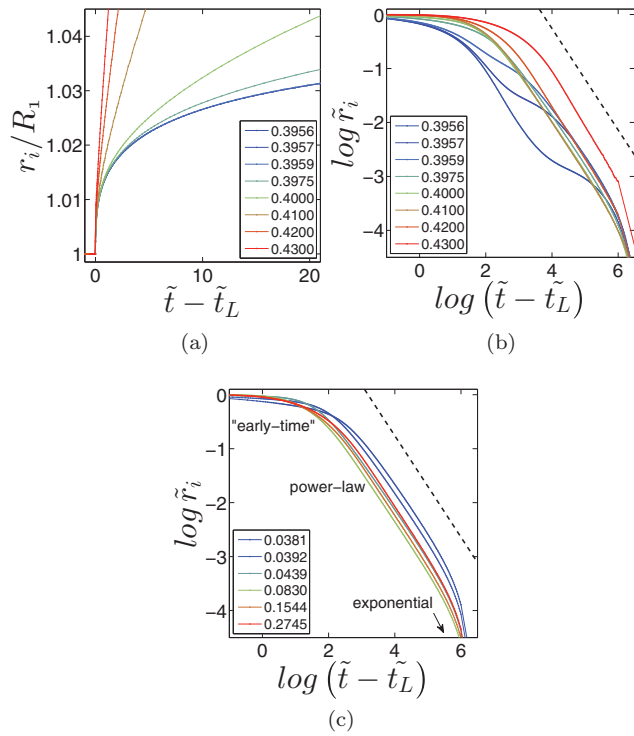 1.04
1.03
1.02
1.01
1
r_i/R_1
0 10 20
t̃ − t̃_L
0.3956
0.3957
0.3959
0.3975
0.4000
0.4100
0.4200
0.4300
(a)
0
−1
−2
−3
−4
log r̃_i
0 2 4 6
log (t̃ − t̃_L)
0.3956
0.3957
0.3959
0.3975
0.4000
0.4100
0.4200
0.4300
(b)
0
−1
−2
−3
−4
log r̃_i
"early−time"
power−law
exponential
0.0381
0.0392
0.0439
0.0830
0.1544
0.2745
0 2 4 6
log (t̃ − t̃_L)
(c)